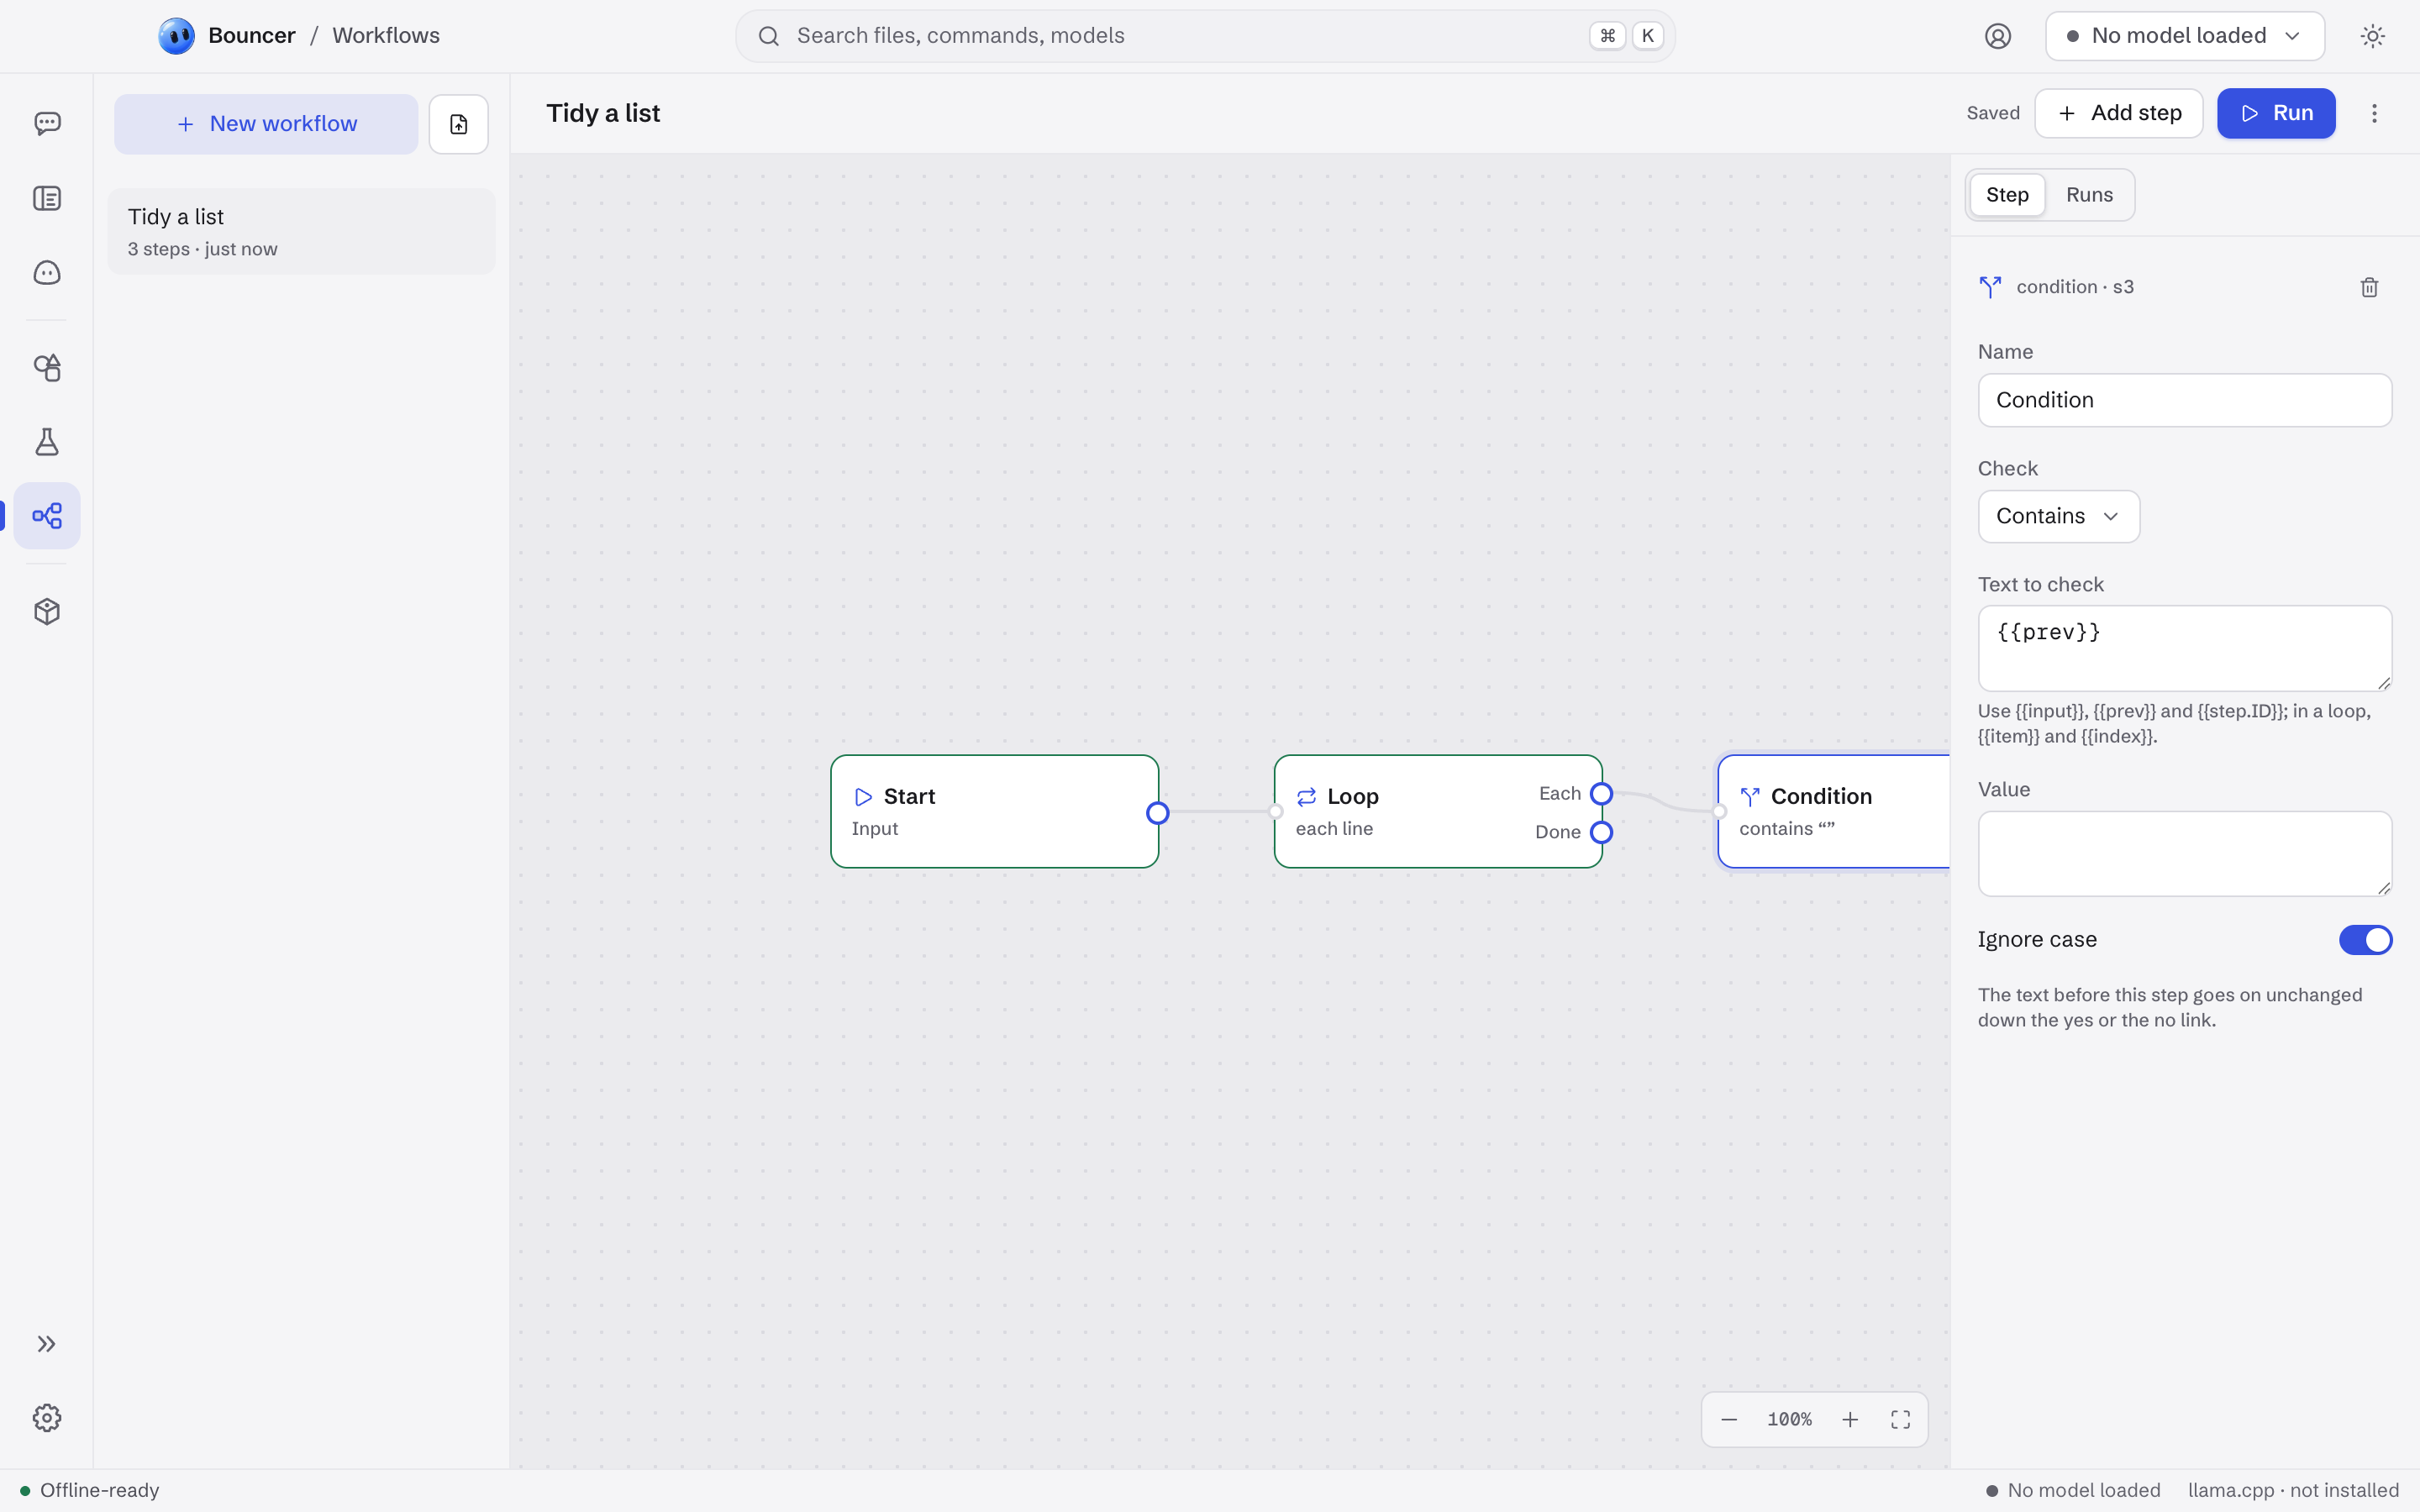 Bouncer / Workflows
Search files, commands, models
⌘ K
No model loaded
New workflow
Tidy a list
3 steps · just now
Tidy a list
Saved
Add step
Run
Step
Runs
condition · s3
Name
Condition
Check
Contains
Text to check
{{prev}}
Use {{input}}, {{prev}} and {{step.ID}}; in a loop,
{{item}} and {{index}}.
Value
Ignore case
The text before this step goes on unchanged
down the yes or the no link.
Start
Input
Loop
each line
Each
Done
Condition
contains “”
100%
Offline-ready
No model loaded
llama.cpp · not installed